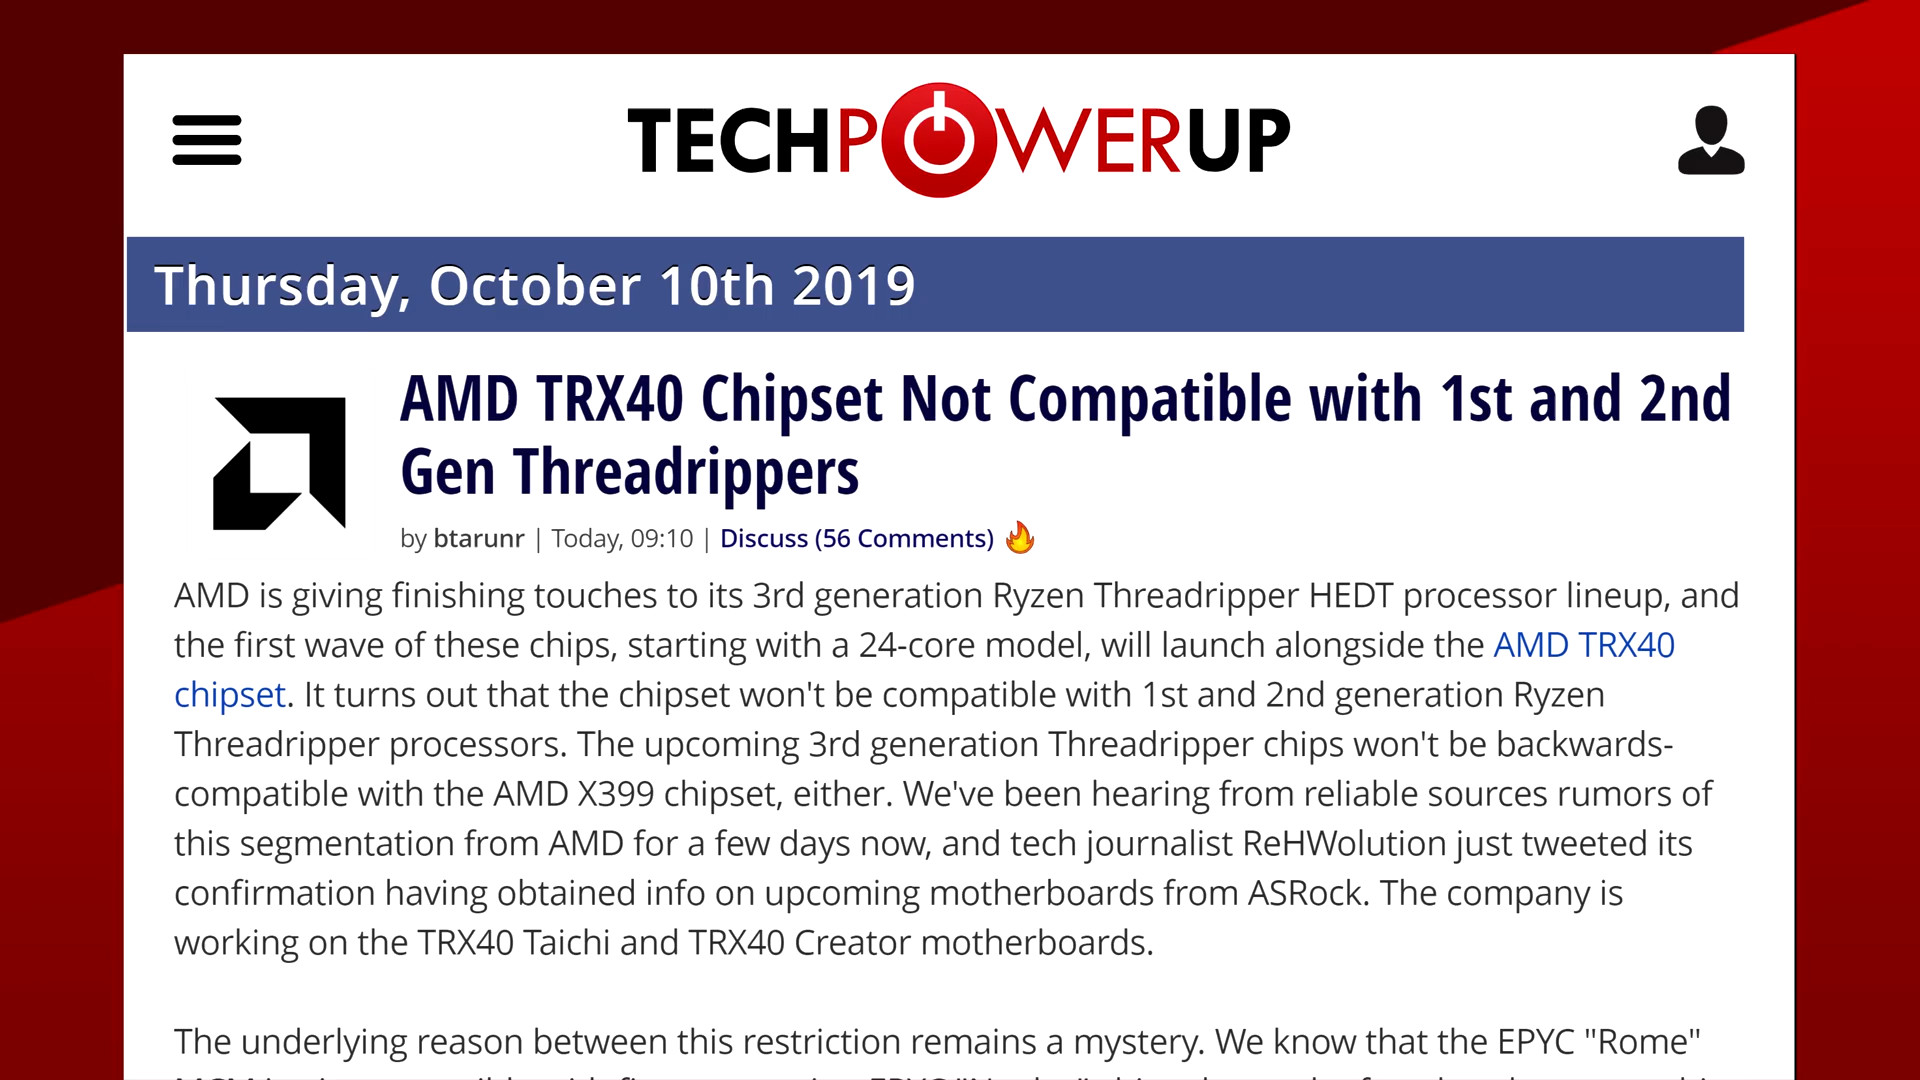 TECHPOWERUP
Thursday, October 10th 2019
AMD TRX40 Chipset Not Compatible with 1st and 2nd
Gen Threadrippers
by btarunr | Today, 09:10 | Discuss (56 Comments)
AMD is giving finishing touches to its 3rd generation Ryzen Threadripper HEDT processor lineup, and
the first wave of these chips, starting with a 24-core model, will launch alongside the AMD TRX40
chipset. It turns out that the chipset won't be compatible with 1st and 2nd generation Ryzen
Threadripper processors. The upcoming 3rd generation Threadripper chips won't be backwards-
compatible with the AMD X399 chipset, either. We've been hearing from reliable sources rumors of
this segmentation from AMD for a few days now, and tech journalist ReHWolution just tweeted its
confirmation having obtained info on upcoming motherboards from ASRock. The company is
working on the TRX40 Taichi and TRX40 Creator motherboards.
The underlying reason between this restriction remains a mystery. We know that the EPYC "Rome"